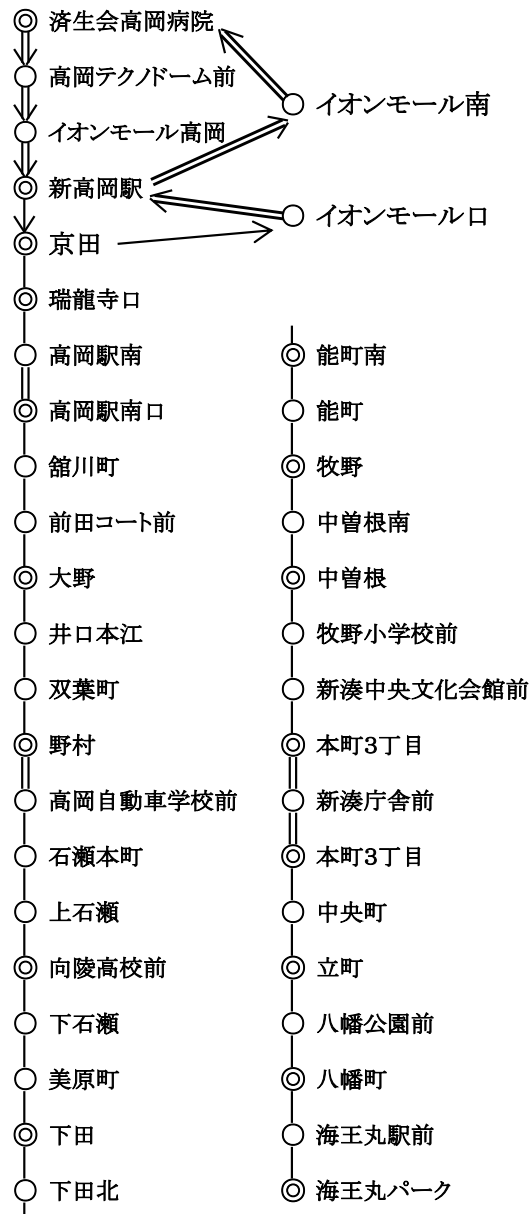 済生会高岡病院
高岡テクノドーム前
イオンモール高岡
新高岡駅
京田
イオンモール南
イオンモール口
瑞龍寺口
高岡駅南
高岡駅南口
舘川町
前田コート前
大野
井口本江
双葉町
野村
高岡自動車学校前
石瀬本町
上石瀬
向陵高校前
下石瀬
美原町
下田
下田北
能町南
能町
牧野
中曽根南
中曽根
牧野小学校前
新湊中央文化会館前
本町3丁目
新湊庁舎前
本町3丁目
中央町
立町
八幡公園前
八幡町
海王丸駅前
海王丸パーク